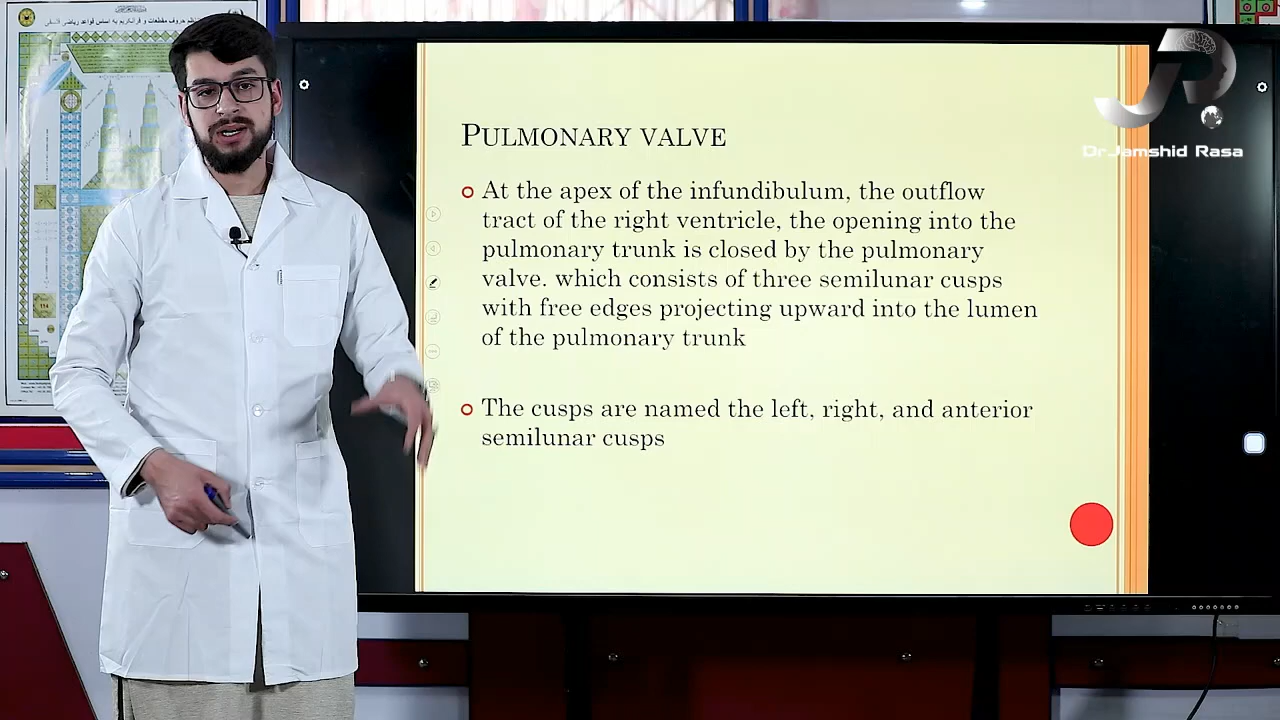 Dr.Jamshid Rasa
PULMONARY VALVE
At the apex of the infundibulum, the outflow
tract of the right ventricle, the opening into the
pulmonary trunk is closed by the pulmonary
valve. which consists of three semilunar cusps
with free edges projecting upward into the lumen
of the pulmonary trunk
The cusps are named the left, right, and anterior
semilunar cusps